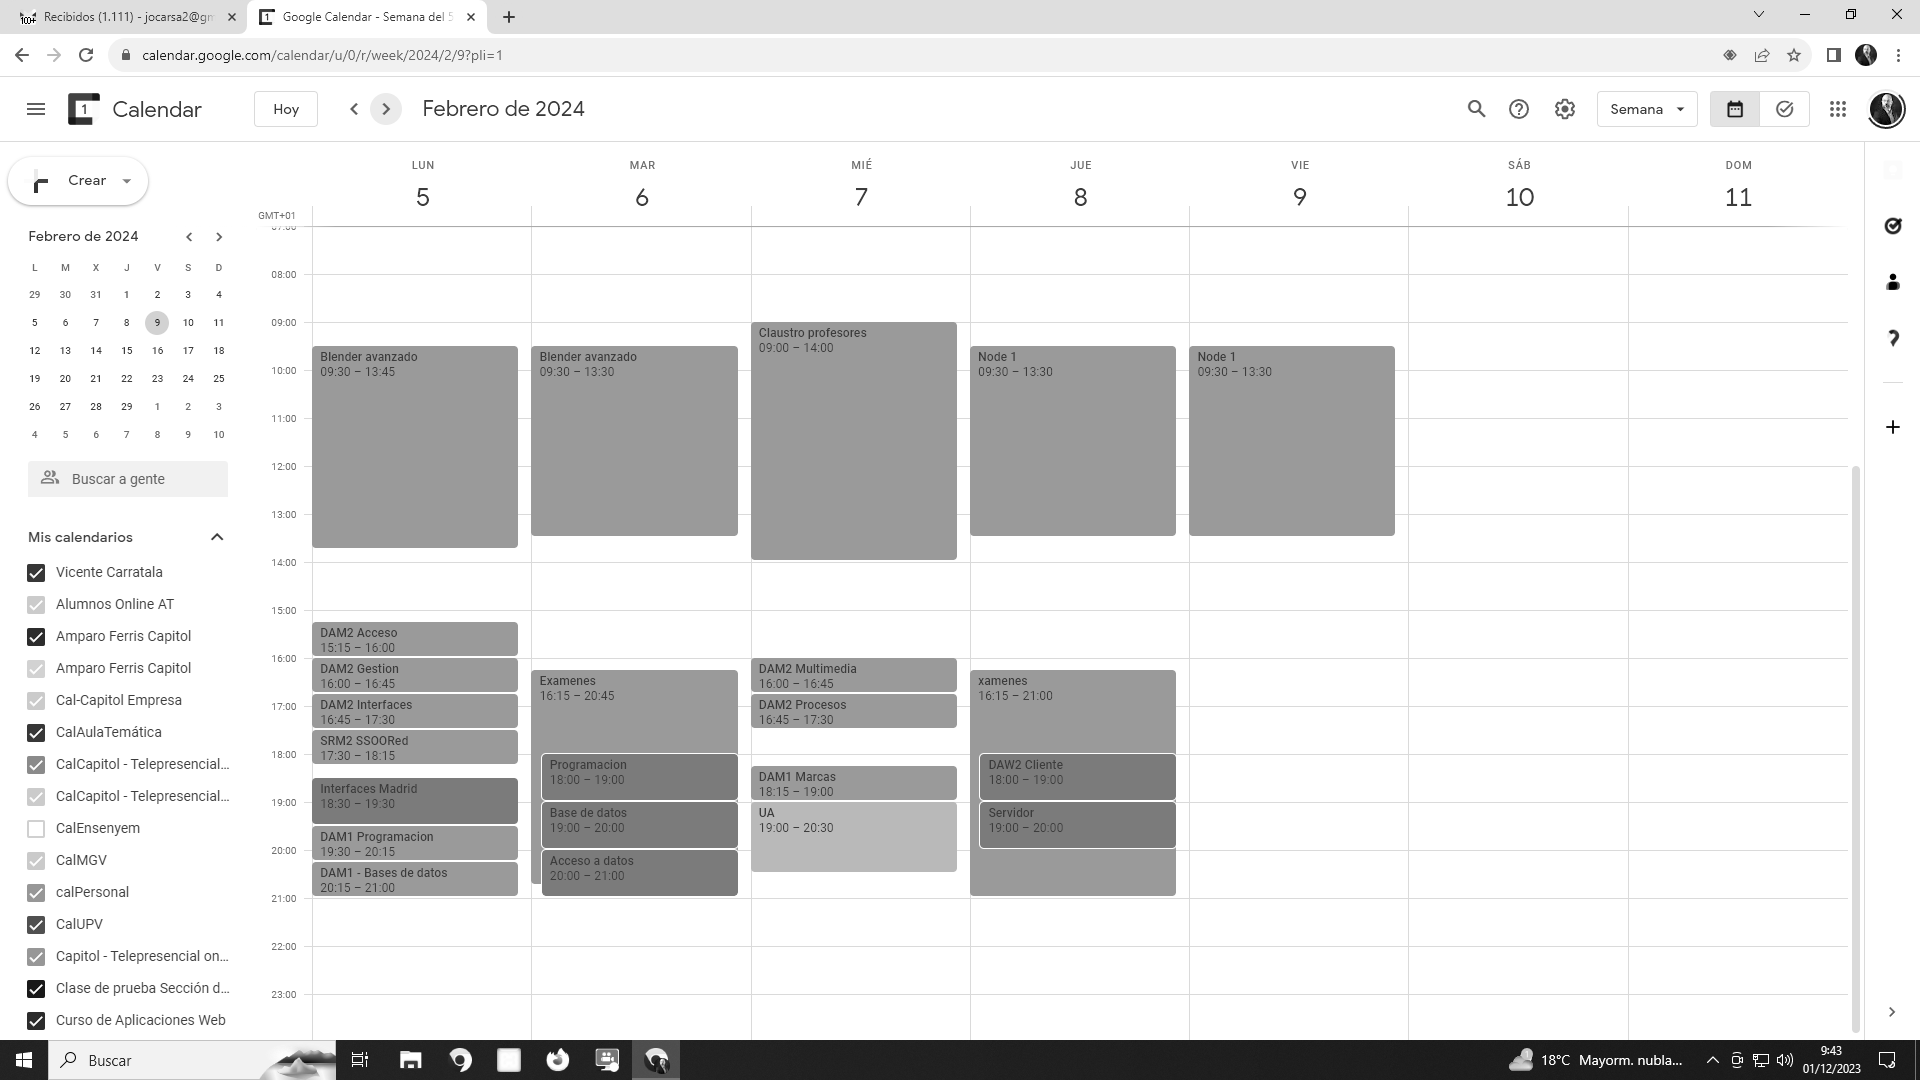 Recibidos (1.111) - jocarsa2@gm
Google Calendar - Semana del 5
calendar.google.com/calendar/u/0/r/week/2024/2/9?pli=1
1
Calendar
Hoy
Febrero de 2024
Semana
Crear
Febrero de 2024
L M X J V S D
29 30 31 1 2 3 4
5 6 7 8 9 10 11
12 13 14 15 16 17 18
19 20 21 22 23 24 25
26 27 28 29 1 2 3
4 5 6 7 8 9 10
Buscar a gente
Mis calendarios
Vicente Carratala
Alumnos Online AT
Amparo Ferris Capitol
Amparo Ferris Capitol
Cal-Capitol Empresa
CalAulaTemática
CalCapitol - Telepresencial...
CalCapitol - Telepresencial...
CalEnsenyem
CalMGV
calPersonal
CalUPV
Capitol - Telepresencial on...
Clase de prueba Sección d...
Curso de Aplicaciones Web
GMT+01
LUN MAR MIÉ JUE VIE SÁB DOM
5 6 7 8 9 10 11
07:00
08:00
09:00
10:00
11:00
12:00
13:00
14:00
15:00
16:00
17:00
18:00
19:00
20:00
21:00
22:00
23:00
Blender avanzado
09:30 – 13:45
DAM2 Acceso
15:15 – 16:00
DAM2 Gestion
16:00 – 16:45
DAM2 Interfaces
16:45 – 17:30
SRM2 SSOORed
17:30 – 18:15
Interfaces Madrid
18:30 – 19:30
DAM1 Programacion
19:30 – 20:15
DAM1 - Bases de datos
20:15 – 21:00
Blender avanzado
09:30 – 13:30
Examenes
16:15 – 20:45
Programacion
18:00 – 19:00
Base de datos
19:00 – 20:00
Acceso a datos
20:00 – 21:00
Claustro profesores
09:00 – 14:00
DAM2 Multimedia
16:00 – 16:45
DAM2 Procesos
16:45 – 17:30
DAM1 Marcas
18:15 – 19:00
UA
19:00 – 20:30
Node 1
09:30 – 13:30
xamenes
16:15 – 21:00
DAW2 Cliente
18:00 – 19:00
Servidor
19:00 – 20:00
Node 1
09:30 – 13:30
Buscar
18°C Mayorm. nubla...
9:43
01/12/2023